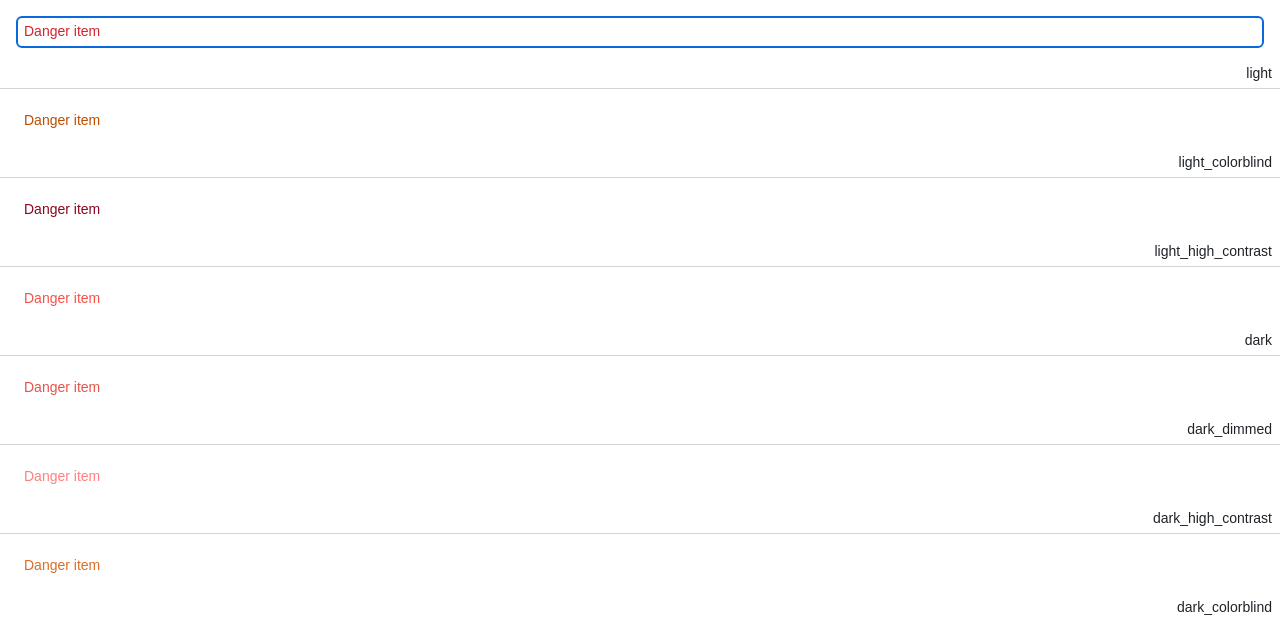 Danger item
light
Danger item
light_colorblind
Danger item
light_high_contrast
Danger item
dark
Danger item
dark_dimmed
Danger item
dark_high_contrast
Danger item
dark_colorblind